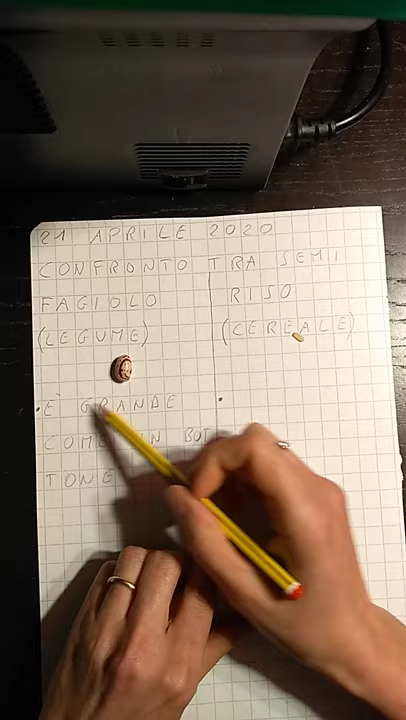 21 APRILE 2020
CONFRONTO TRA SEMI
FAGIOLO
(LEGUME)
RISO
(CEREALE)
• È GRANDE
COME UN BOT
TONE
•